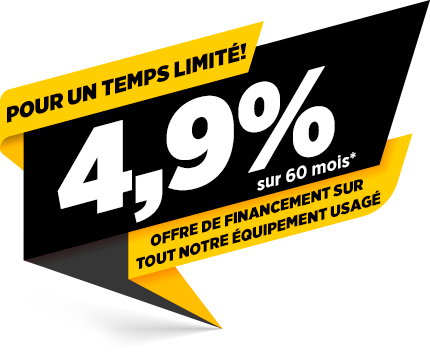 POUR UN TEMPS LIMITÉ!
4,9%
sur 60 mois*
OFFRE DE FINANCEMENT SUR
TOUT NOTRE ÉQUIPEMENT USAGÉ